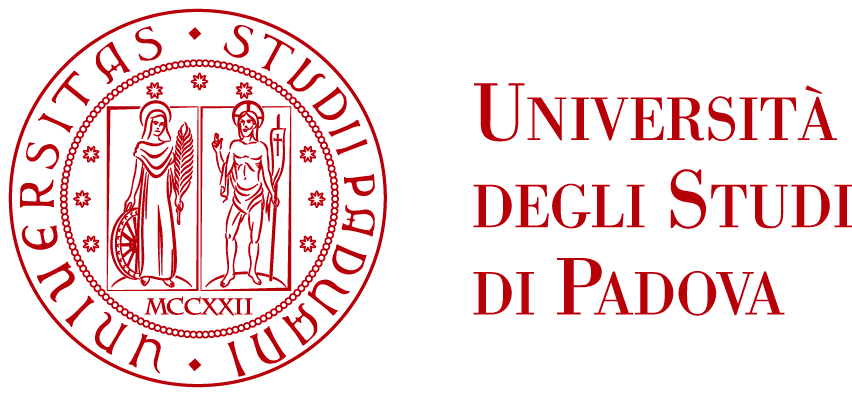 UNIVERSITAS STUDII PADUANI
MCCXXII
UNIVERSITÀ
DEGLI STUDI
DI PADOVA